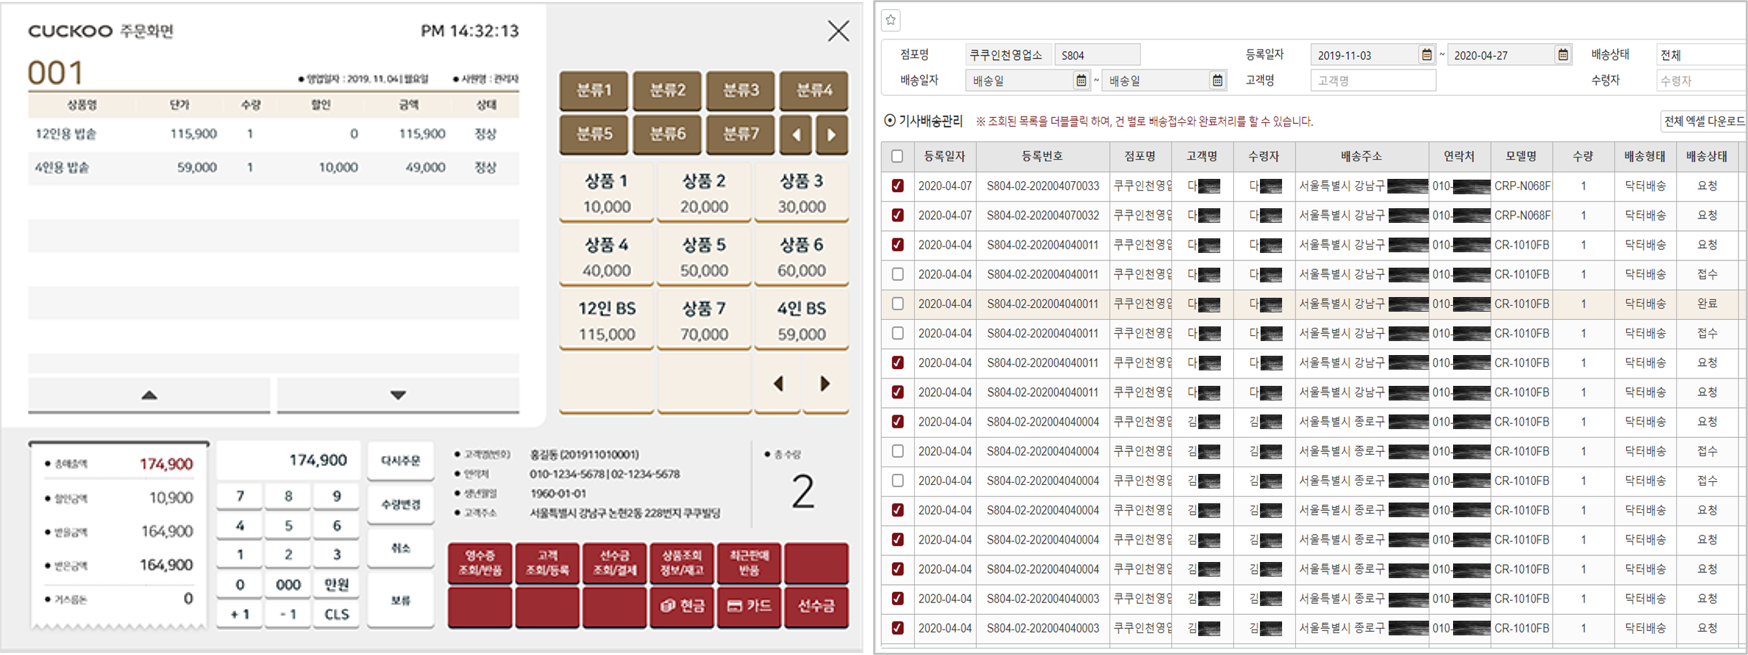 CUCKOO 주문화면
PM 14:32:13
001
● 영업일자 : 2019. 11. 04 | 월요일 ● 사원명 : 관리자
상품명 단가 수량 할인 금액 상태
12인용 밥솥 115,900 1 0 115,900 정상
4인용 밥솥 59,000 1 10,000 49,000 정상
분류1 분류2 분류3 분류4
분류5 분류6 분류7
상품 1 상품 2 상품 3
10,000 20,000 30,000
상품 4 상품 5 상품 6
40,000 50,000 60,000
12인 BS 상품 7 4인 BS
115,000 70,000 59,000
● 총매출액 174,900
● 할인금액 10,900
● 받을금액 164,900
● 받은금액 164,900
● 거스름돈 0
174,900
7 8 9
4 5 6
1 2 3
0 000 만원
+1 -1 CLS
다시주문
수량변경
취소
보류
● 고객명(번호) 홍길동 (201911010001)
● 연락처 010-1234-5678 | 02-1234-5678
● 생년월일 1960-01-01
● 고객주소 서울특별시 강남구 논현2동 228번지 쿠쿠빌딩
● 총 수량
2
영수증 고객 선수금 상품조회 최근판매
조회/반품 조회/등록 조회/결제 정보/재고 반품
현금 카드 선수금
점포명 쿠쿠인천영업소 S804 등록일자 2019-11-03 ~ 2020-04-27 배송상태 전체
배송일자 배송일 ~ 배송일 고객명 고객명 수령자 수령자
기사배송관리 ※ 조회된 목록을 더블클릭 하여, 건 별로 배송접수와 완료처리를 할 수 있습니다. 전체 엑셀 다운로드
등록일자 등록번호 점포명 고객명 수령자 배송주소 연락처 모델명 수량 배송형태 배송상태
2020-04-07 S804-02-202004070033 쿠쿠인천영업 다 다 서울특별시 강남구 010- CRP-N068F 1 닥터배송 요청
2020-04-07 S804-02-202004070032 쿠쿠인천영업 다 다 서울특별시 강남구 010- CRP-N068F 1 닥터배송 요청
2020-04-04 S804-02-202004040011 쿠쿠인천영업 다 다 서울특별시 강남구 010- CR-1010FB 1 닥터배송 요청
2020-04-04 S804-02-202004040011 쿠쿠인천영업 다 다 서울특별시 강남구 010- CR-1010FB 1 닥터배송 접수
2020-04-04 S804-02-202004040011 쿠쿠인천영업 다 다 서울특별시 강남구 010- CR-1010FB 1 닥터배송 완료
2020-04-04 S804-02-202004040011 쿠쿠인천영업 다 다 서울특별시 강남구 010- CR-1010FB 1 닥터배송 접수
2020-04-04 S804-02-202004040011 쿠쿠인천영업 다 다 서울특별시 강남구 010- CR-1010FB 1 닥터배송 요청
2020-04-04 S804-02-202004040011 쿠쿠인천영업 다 다 서울특별시 강남구 010- CR-1010FB 1 닥터배송 요청
2020-04-04 S804-02-202004040004 쿠쿠인천영업 김 김 서울특별시 종로구 010- CR-1010FB 1 닥터배송 요청
2020-04-04 S804-02-202004040004 쿠쿠인천영업 김 김 서울특별시 종로구 010- CR-1010FB 1 닥터배송 접수
2020-04-04 S804-02-202004040004 쿠쿠인천영업 김 김 서울특별시 종로구 010- CR-1010FB 1 닥터배송 접수
2020-04-04 S804-02-202004040004 쿠쿠인천영업 김 김 서울특별시 종로구 010- CR-1010FB 1 닥터배송 요청
2020-04-04 S804-02-202004040004 쿠쿠인천영업 김 김 서울특별시 종로구 010- CR-1010FB 1 닥터배송 요청
2020-04-04 S804-02-202004040004 쿠쿠인천영업 김 김 서울특별시 종로구 010- CR-1010FB 1 닥터배송 요청
2020-04-04 S804-02-202004040003 쿠쿠인천영업 김 김 서울특별시 종로구 010- CR-1010FB 1 닥터배송 요청
2020-04-04 S804-02-202004040003 쿠쿠인천영업 김 김 서울특별시 종로구 010- CR-1010FB 1 닥터배송 요청